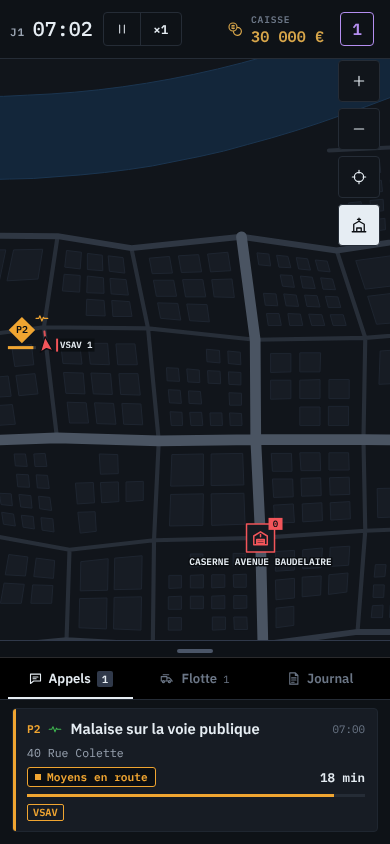 J1 07:02 ×1 CAISSE 30 000 € 1
P2
VSAV 1
0
CASERNE AVENUE BAUDELAIRE
Appels 1 Flotte 1 Journal
P2 Malaise sur la voie publique 07:00
40 Rue Colette
Moyens en route 18 min
VSAV